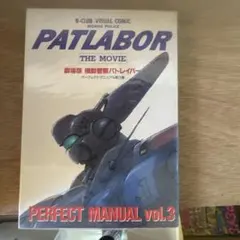 B-CLUB VISUAL COMIC
PATLABOR
THE MOVIE
劇場版 機動警察パトレイバー
PERFECT MANUAL vol.3